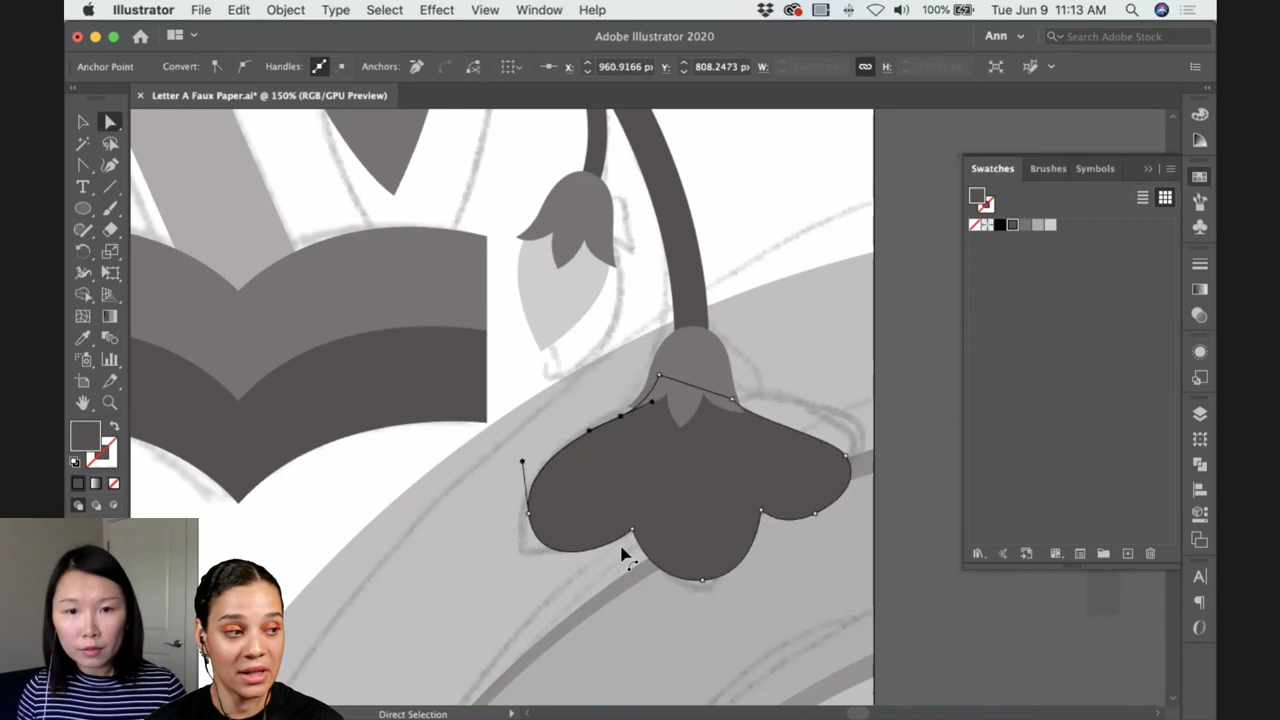 Illustrator File Edit Object Type Select Effect View Window Help 100% Tue Jun 9 11:13 AM
Adobe Illustrator 2020 Ann Search Adobe Stock
Anchor Point Convert: Handles: Anchors: X: 960.9166 p Y: 808.2473 p W: H:
× Letter A Faux Paper.ai* @ 150% (RGB/GPU Preview)
Swatches Brushes Symbols
Direct Selection